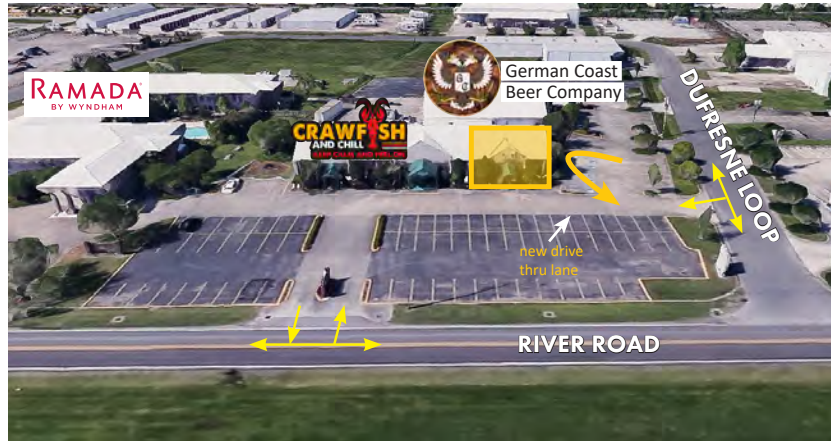 RAMADA
BY WYNDHAM
CRAWFISH
AND CHILL
German Coast
Beer Company
G C
DUFRESNE LOOP
new drive
thru lane
RIVER ROAD